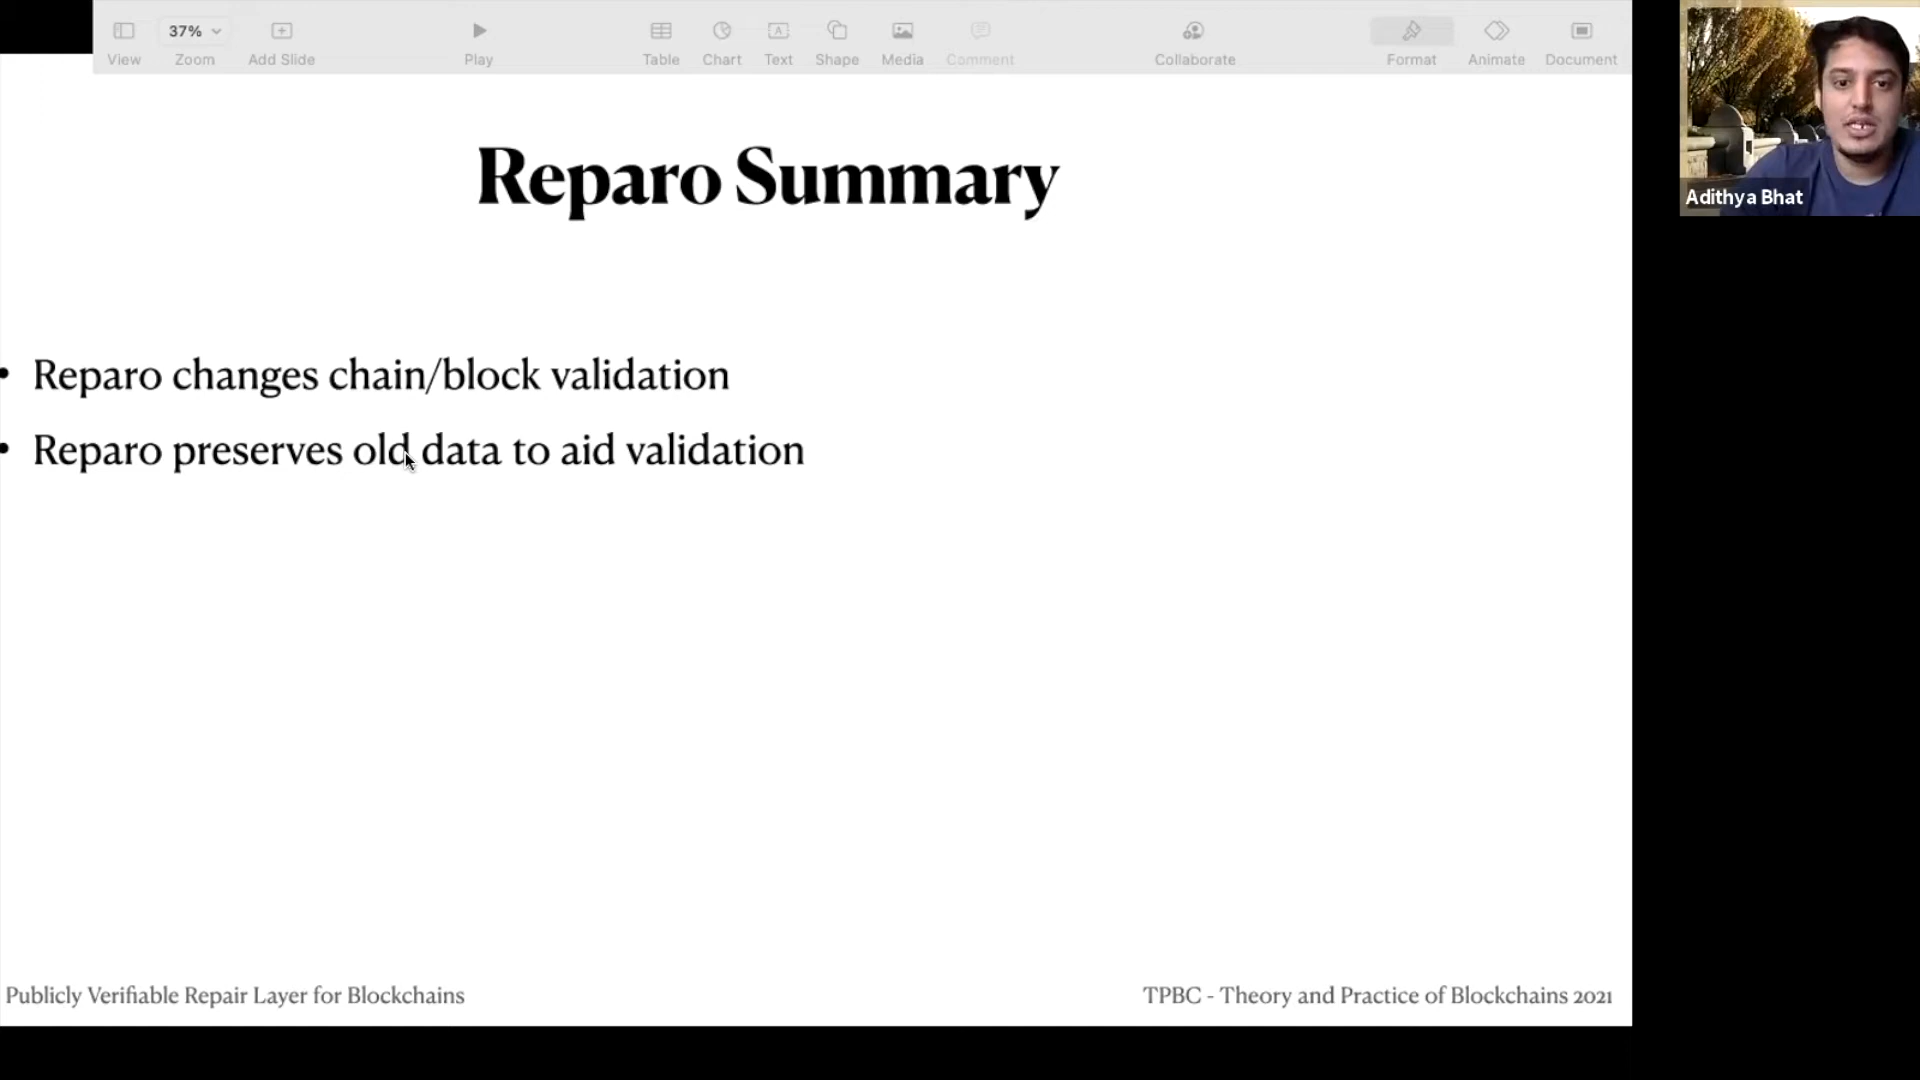 37%
View
Zoom
Add Slide
Play
Table
Chart
Text
Shape
Media
Comment
Collaborate
Format
Animate
Document
Adithya Bhat
Reparo Summary
• Reparo changes chain/block validation
• Reparo preserves old data to aid validation
Publicly Verifiable Repair Layer for Blockchains
TPBC - Theory and Practice of Blockchains 2021